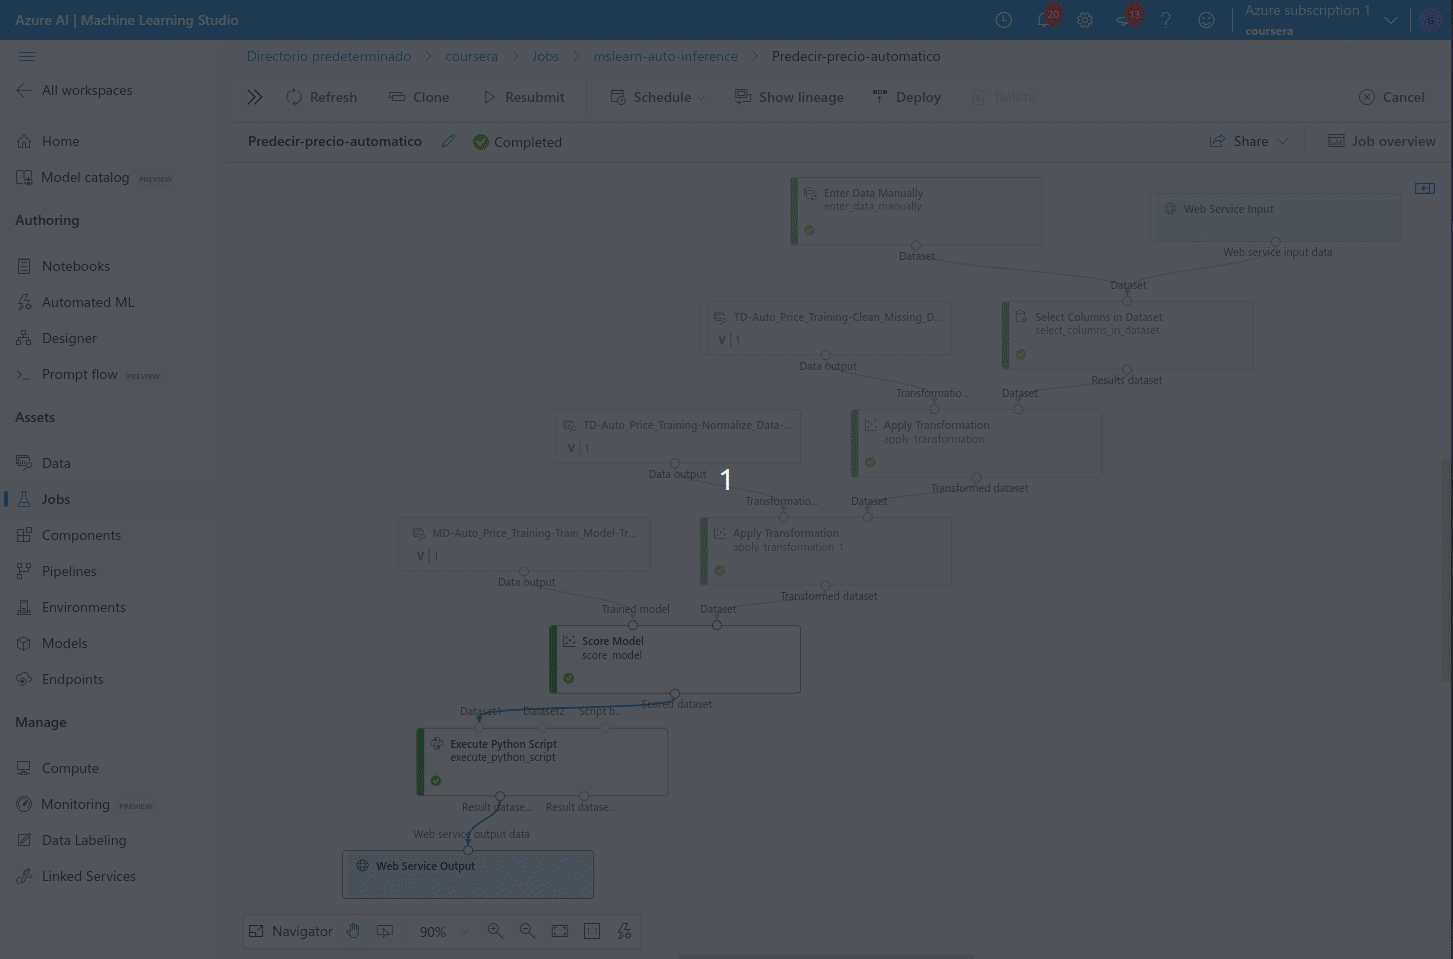 Azure AI | Machine Learning Studio
20
13
?
Azure subscription 1
coursera
G
All workspaces
Home
Model catalog PREVIEW
Authoring
Notebooks
Automated ML
Designer
Prompt flow PREVIEW
Assets
Data
Jobs
Components
Pipelines
Environments
Models
Endpoints
Manage
Compute
Monitoring PREVIEW
Data Labeling
Linked Services
Directorio predeterminado > coursera > Jobs > mslearn-auto-inference > Predecir-precio-automatico
Refresh Clone Resubmit Schedule Show lineage Deploy Delete Cancel
Predecir-precio-automatico Completed Share Job overview
Enter Data Manually
enter_data_manually
Dataset
Web Service Input
Web service input data
Dataset
Select Columns in Dataset
select_columns_in_dataset
Results dataset
TD-Auto_Price_Training-Clean_Missing_D...
V | 1
Data output
Transformatio... Dataset
Apply Transformation
apply_transformation
Transformed dataset
TD-Auto_Price_Training-Normalize_Data-...
V | 1
Data output
1
Transformatio... Dataset
Apply Transformation
apply_transformation_1
Transformed dataset
MD-Auto_Price_Training-Train_Model-Tr...
V | 1
Data output
Trained model Dataset
Score Model
score_model
Scored dataset
Dataset1 Dataset2 Script b...
Execute Python Script
execute_python_script
Result datase... Result datase...
Web service output data
Web Service Output
Navigator 90% 1:1